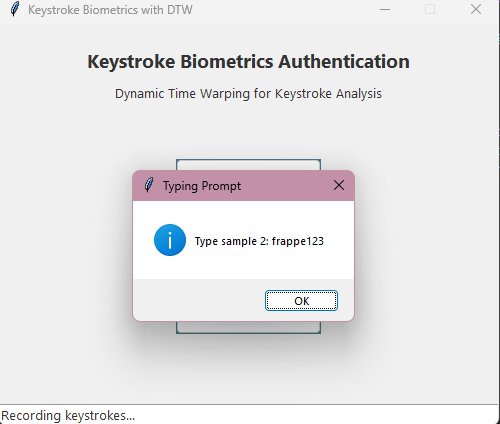 Keystroke Biometrics with DTW
Keystroke Biometrics Authentication
Dynamic Time Warping for Keystroke Analysis
Typing Prompt
Type sample 2: frappe123
OK
Recording keystrokes...